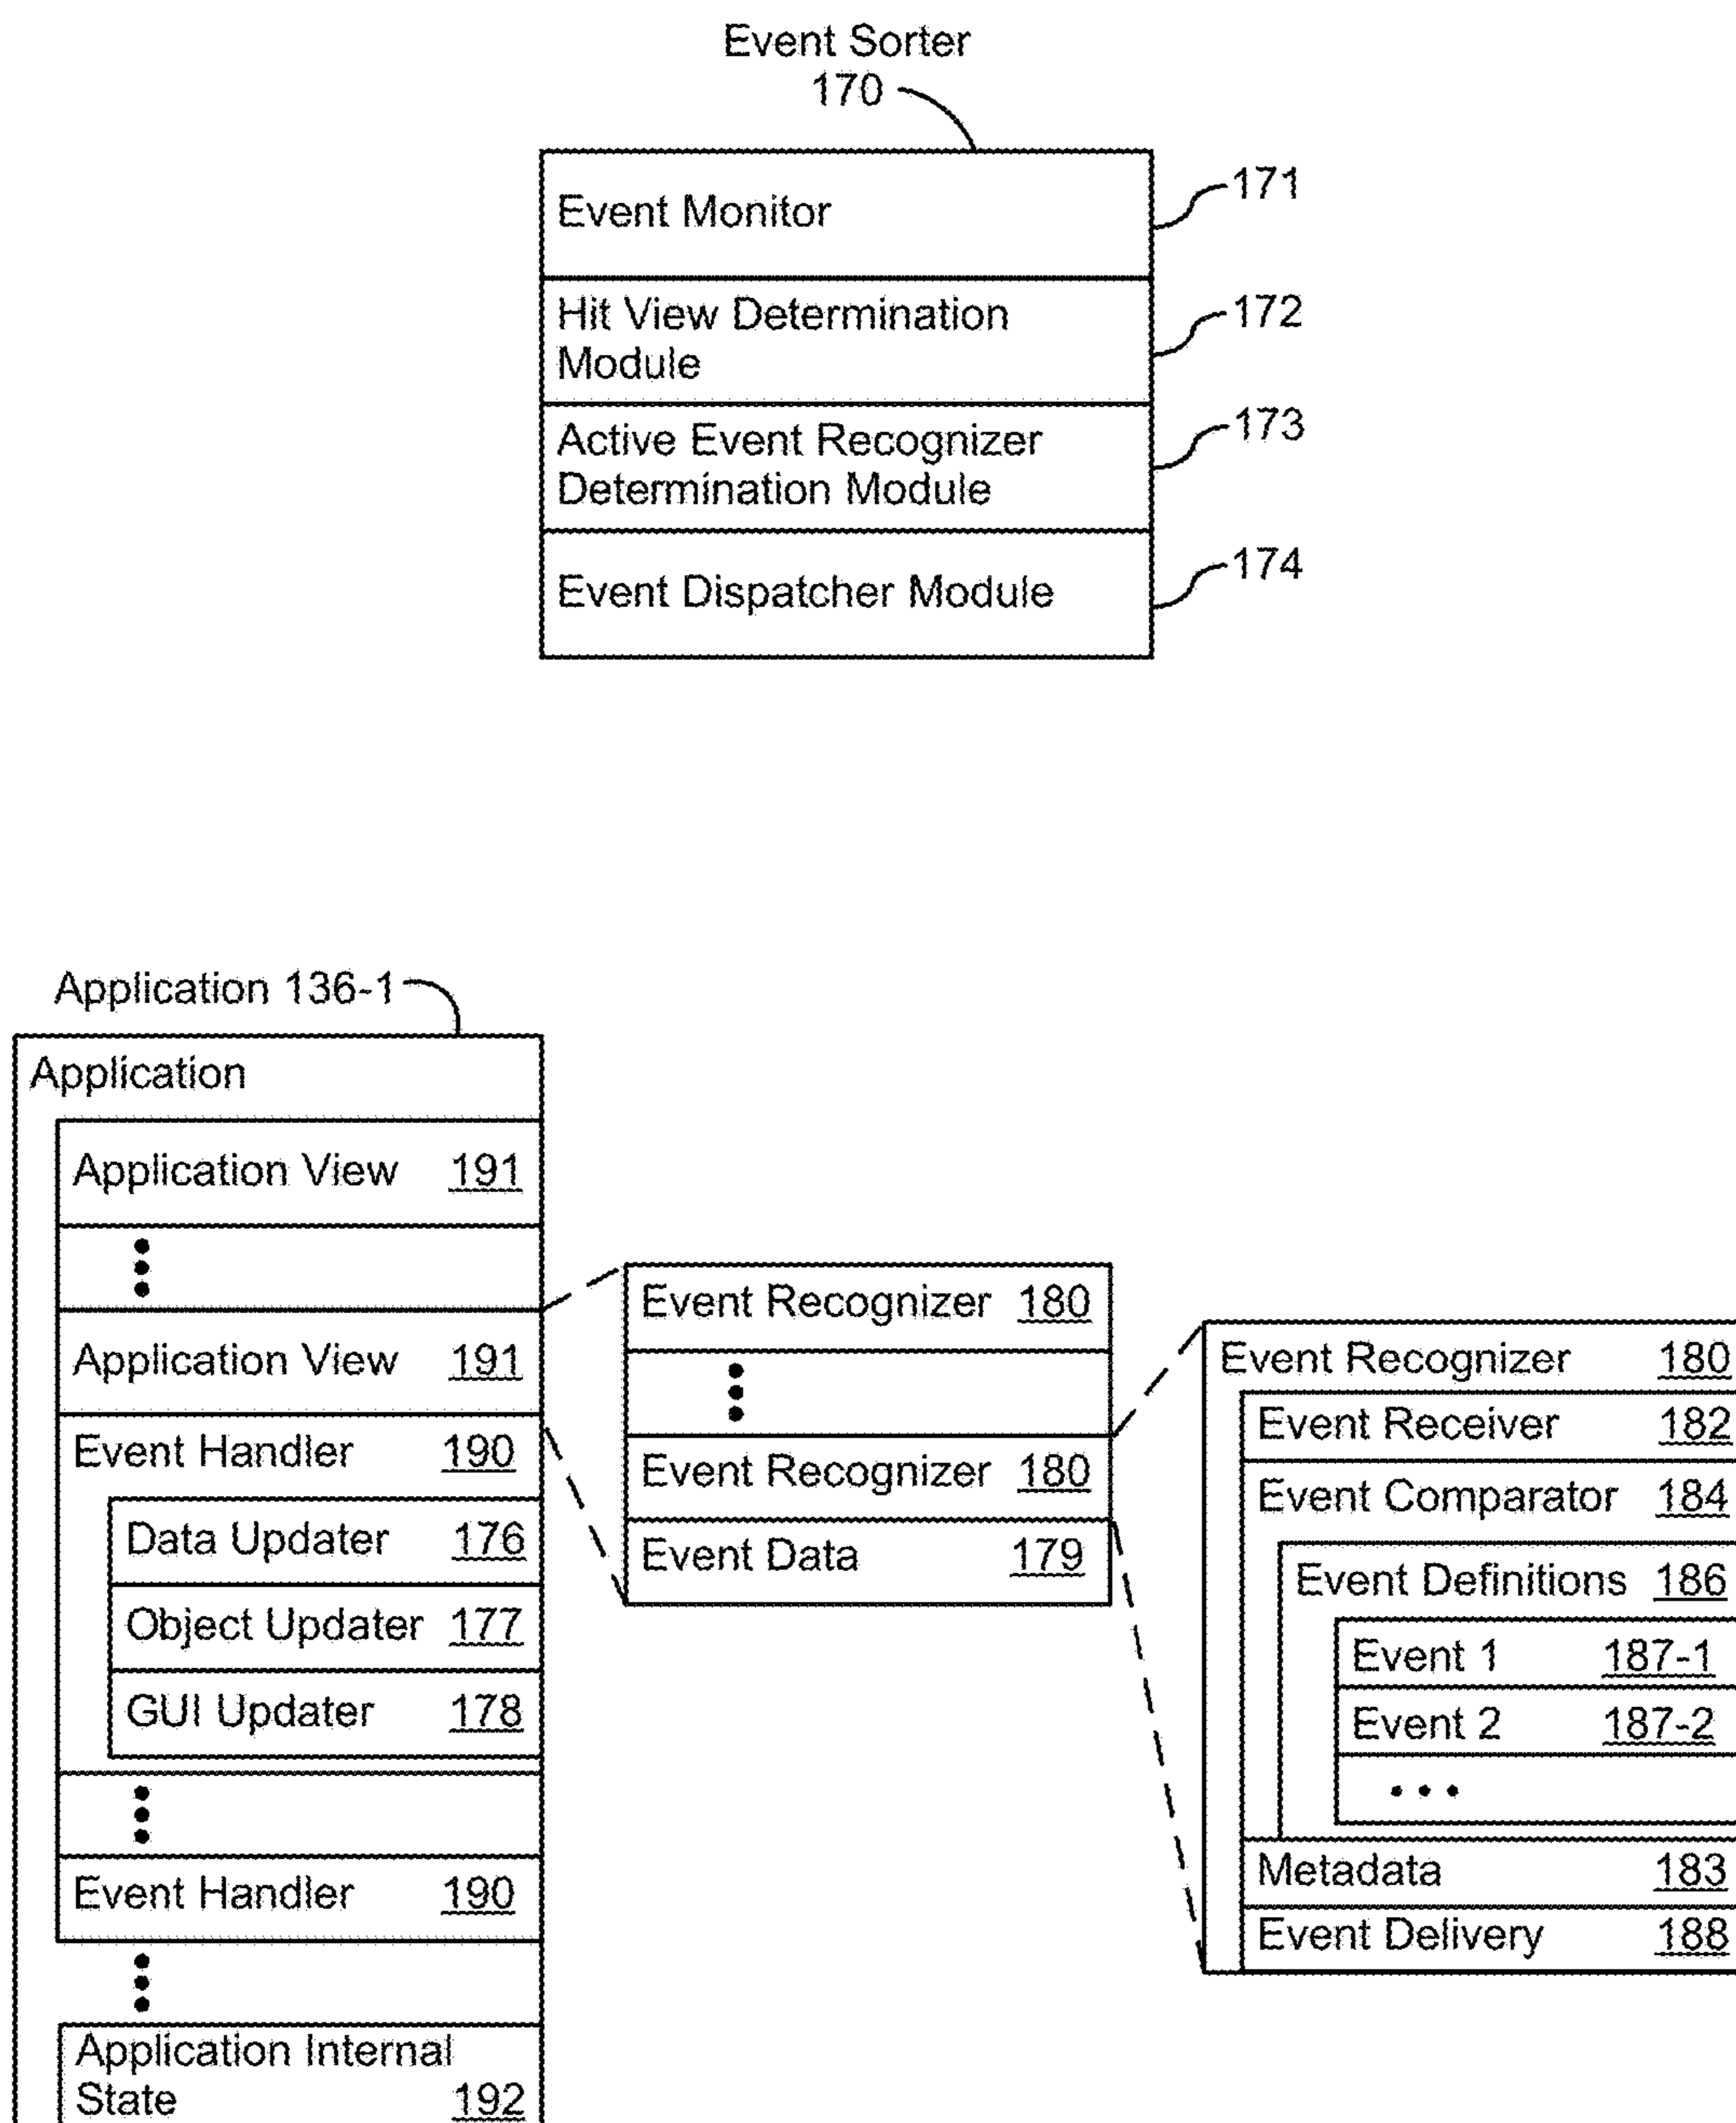 Event Sorter
170
Event Monitor
171
Hit View Determination
Module
172
Active Event Recognizer
Determination Module
173
Event Dispatcher Module
174
Application 136-1
Application
Application View 191
Application View 191
Event Handler 190
Data Updater 176
Object Updater 177
GUI Updater 178
Event Handler 190
Application Internal
State 192
Event Recognizer 180
Event Recognizer 180
Event Data 179
Event Recognizer 180
Event Receiver 182
Event Comparator 184
Event Definitions 186
Event 1 187-1
Event 2 187-2
Metadata 183
Event Delivery 188